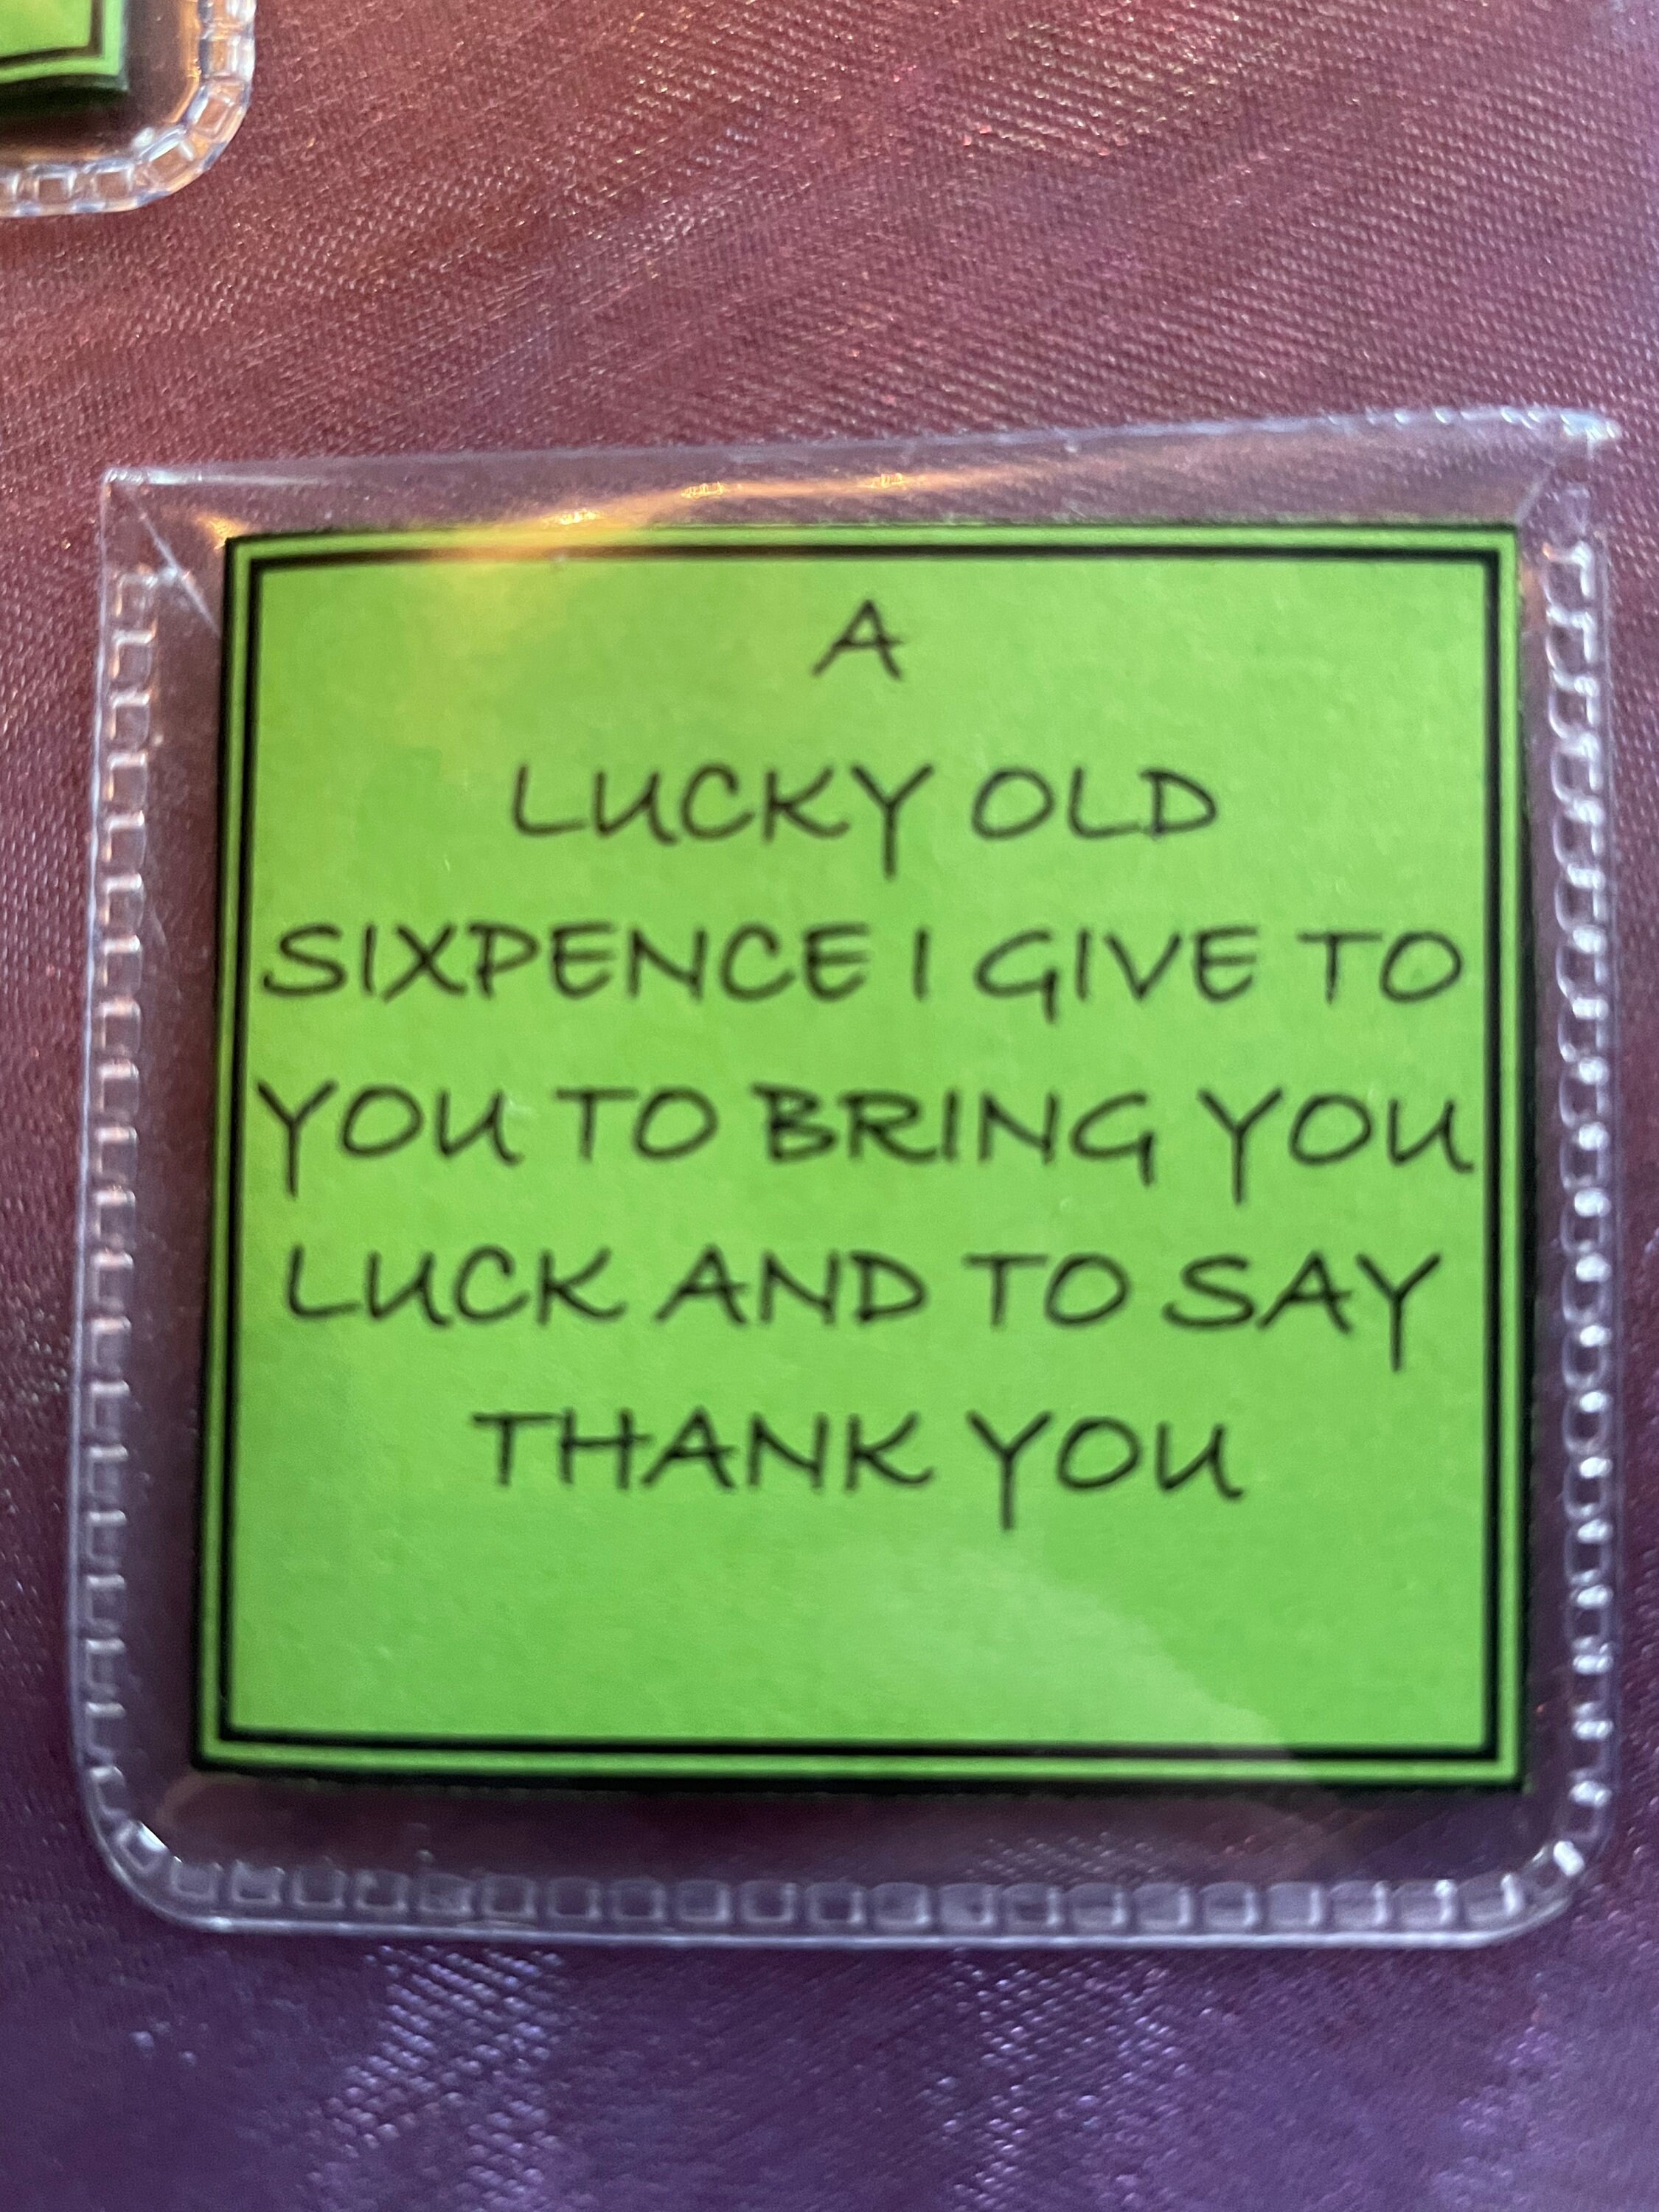 A
LUCKY OLD
SIXPENCE I GIVE TO
YOU TO BRING YOU
LUCK AND TO SAY
THANK YOU